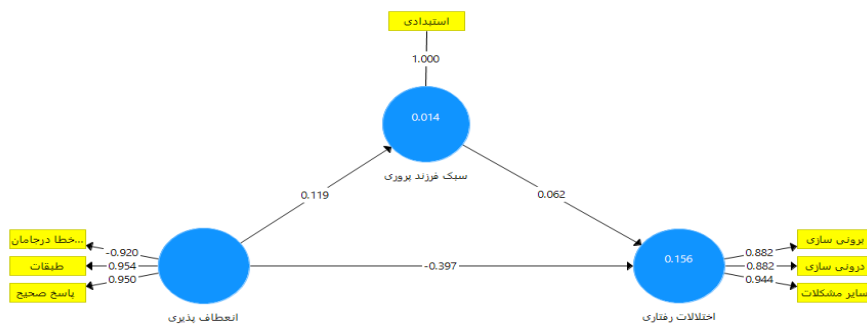 استبدادی
1.000
0.014
سبک فرزند پروری
0.119
0.062
خطا درجامان...
-0.920
طبقات
0.954
پاسخ صحیح
0.950
انعطاف پذیری
-0.397
0.156
اختلالات رفتاری
برونی سازی
0.882
درونی سازی
0.882
سایر مشکلات
0.944